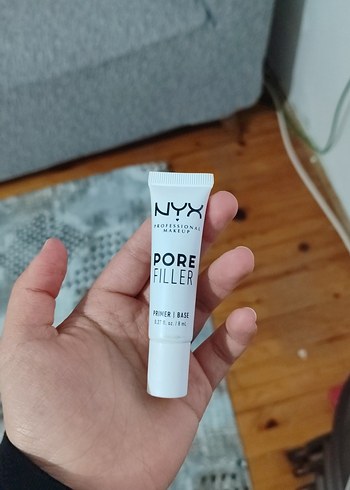 NYX
PROFESSIONAL
MAKEUP
PORE
FILLER
PRIMER | BASE
0.27 fl. oz. / 8 mL